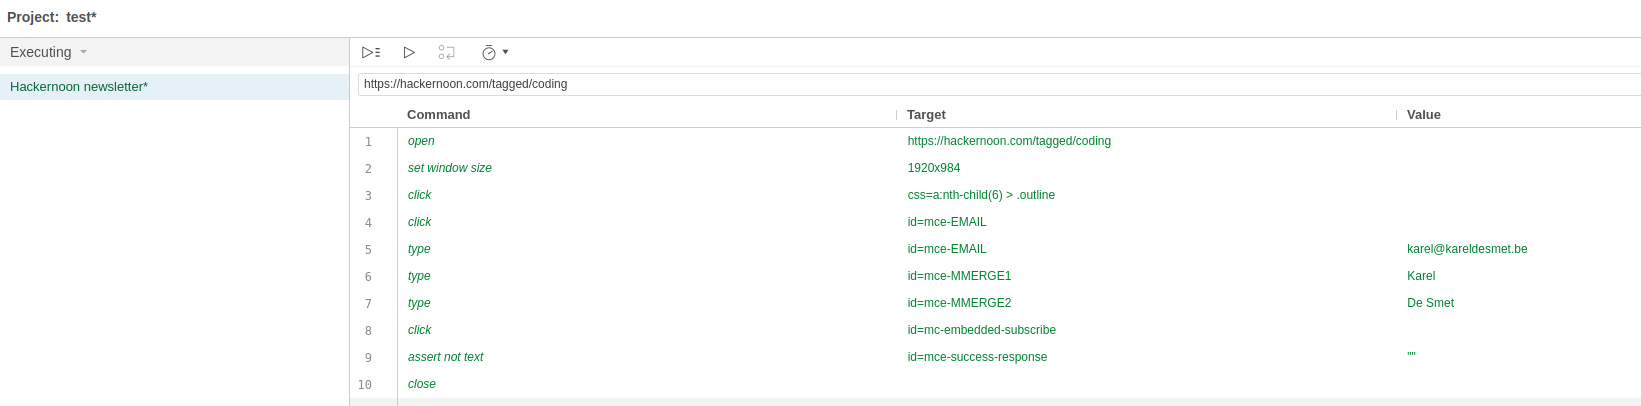 Project: test*
Executing
Hackernoon newsletter*
https://hackernoon.com/tagged/coding
Command Target Value
1 open https://hackernoon.com/tagged/coding
2 set window size 1920x984
3 click css=a:nth-child(6) > .outline
4 click id=mce-EMAIL
5 type id=mce-EMAIL karel@kareldesmet.be
6 type id=mce-MMERGE1 Karel
7 type id=mce-MMERGE2 De Smet
8 click id=mc-embedded-subscribe
9 assert not text id=mce-success-response ""
10 close